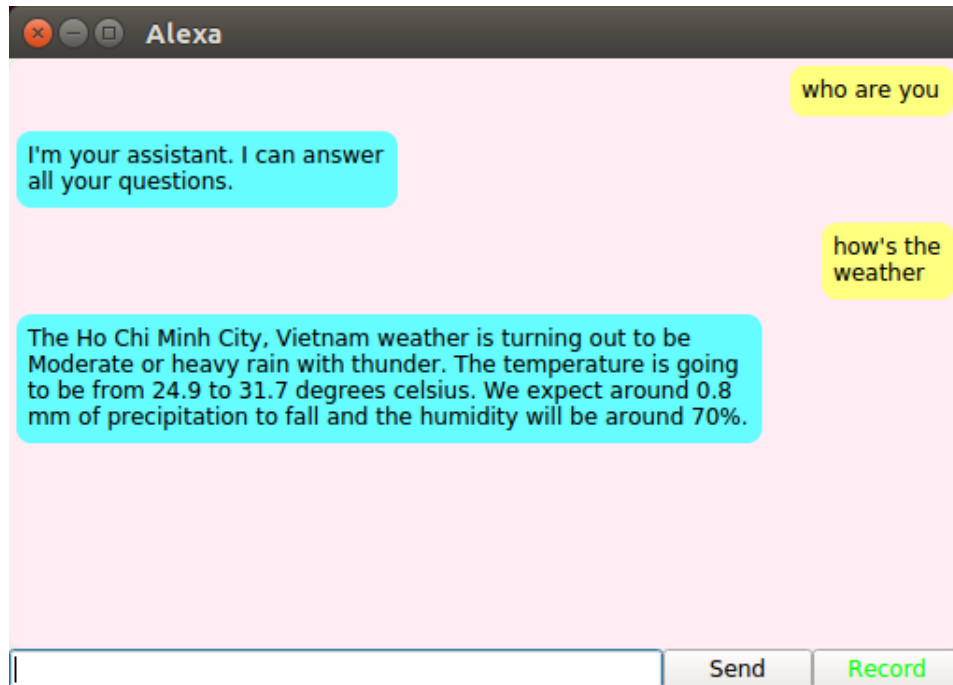 Alexa
who are you
I'm your assistant. I can answer
all your questions.
how's the
weather
The Ho Chi Minh City, Vietnam weather is turning out to be
Moderate or heavy rain with thunder. The temperature is going
to be from 24.9 to 31.7 degrees celsius. We expect around 0.8
mm of precipitation to fall and the humidity will be around 70%.
Send
Record